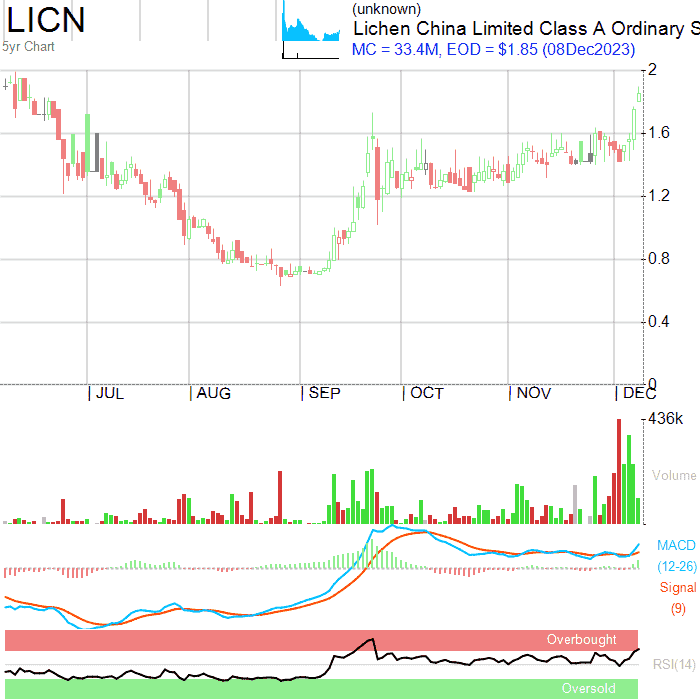 LICN
(unknown)
5yr Chart
Lichen China Limited Class A Ordinary S
MC = 33.4M, EOD = $1.85 (08Dec2023)
2
1.6
1.2
0.8
0.4
0
JUL AUG SEP OCT NOV DEC
436k
Volume
MACD
(12-26)
Signal
(9)
Overbought
RSI(14)
Oversold